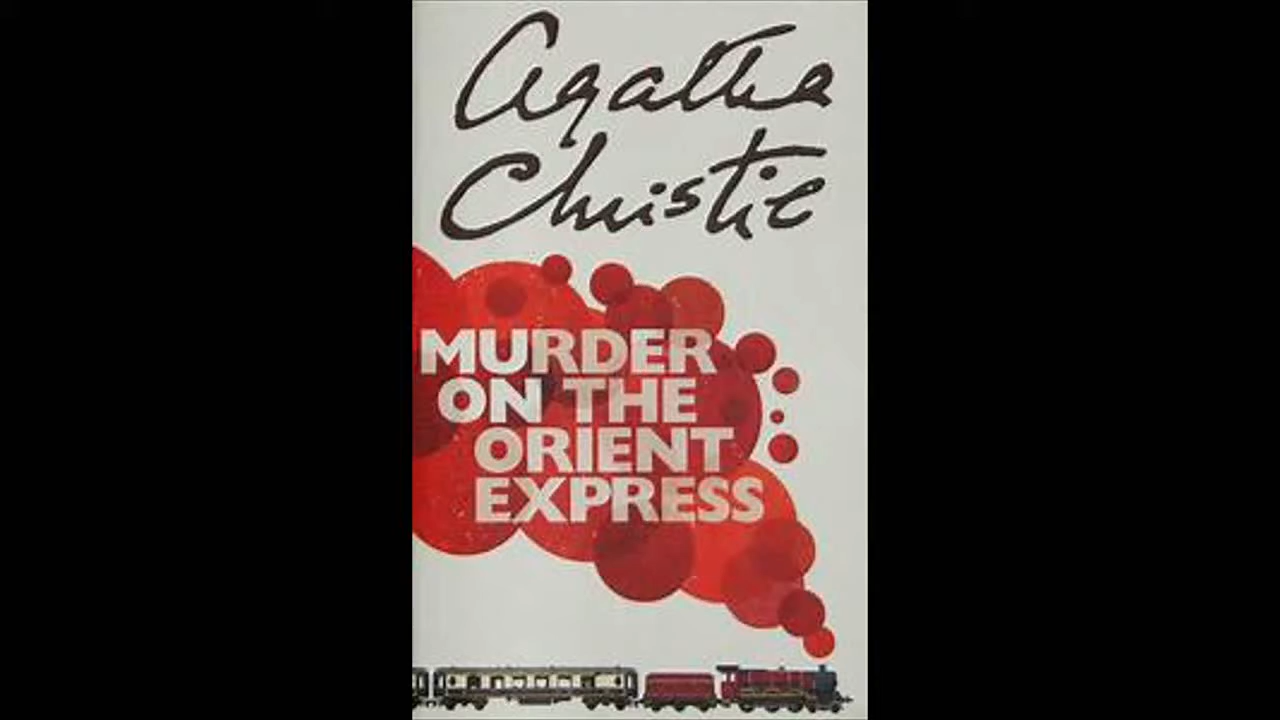 Agatha
Christie
MURDER
ON THE
ORIENT
EXPRESS